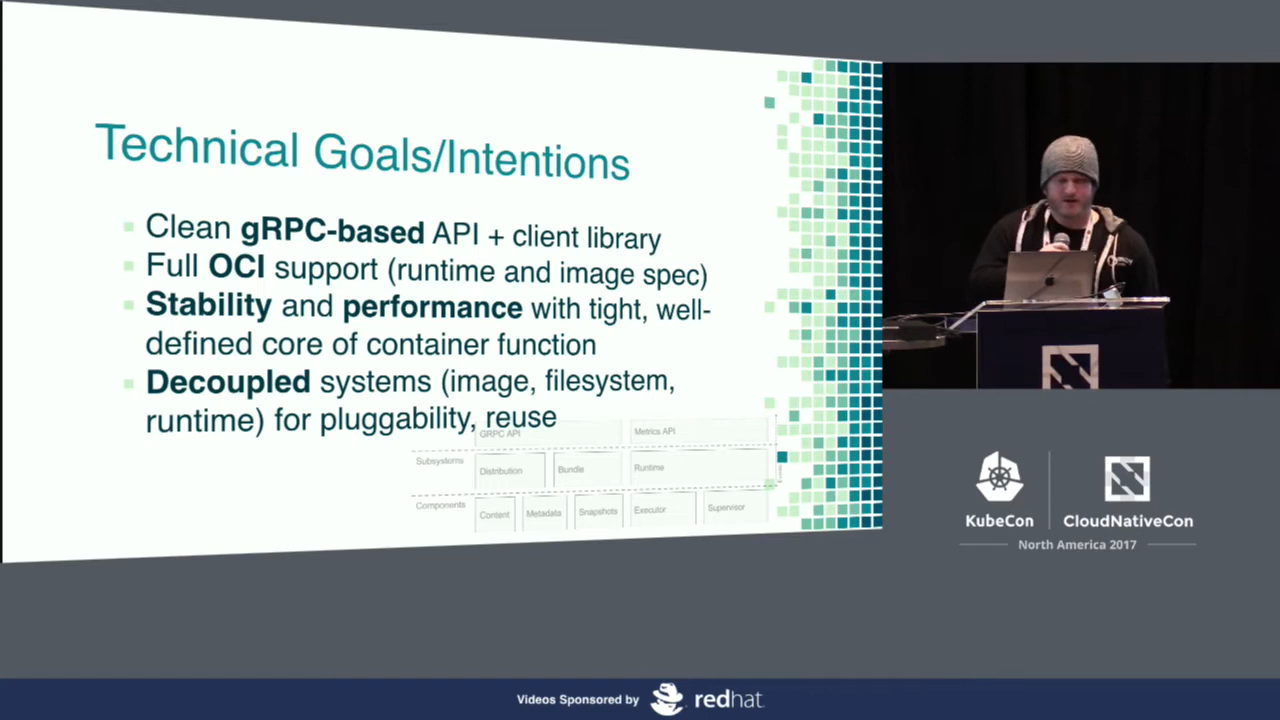 Technical Goals/Intentions
Clean gRPC-based API + client library
Full OCI support (runtime and image spec)
Stability and performance with tight, well-
defined core of container function
Decoupled systems (image, filesystem,
runtime) for pluggability, reuse
GRPC API
Metrics API
Subsystems
Distribution
Bundle
Runtime
Components
Content
Metadata
Snapshots
Executor
Supervisor
KubeCon
CloudNativeCon
North America 2017
Videos Sponsored by
redhat